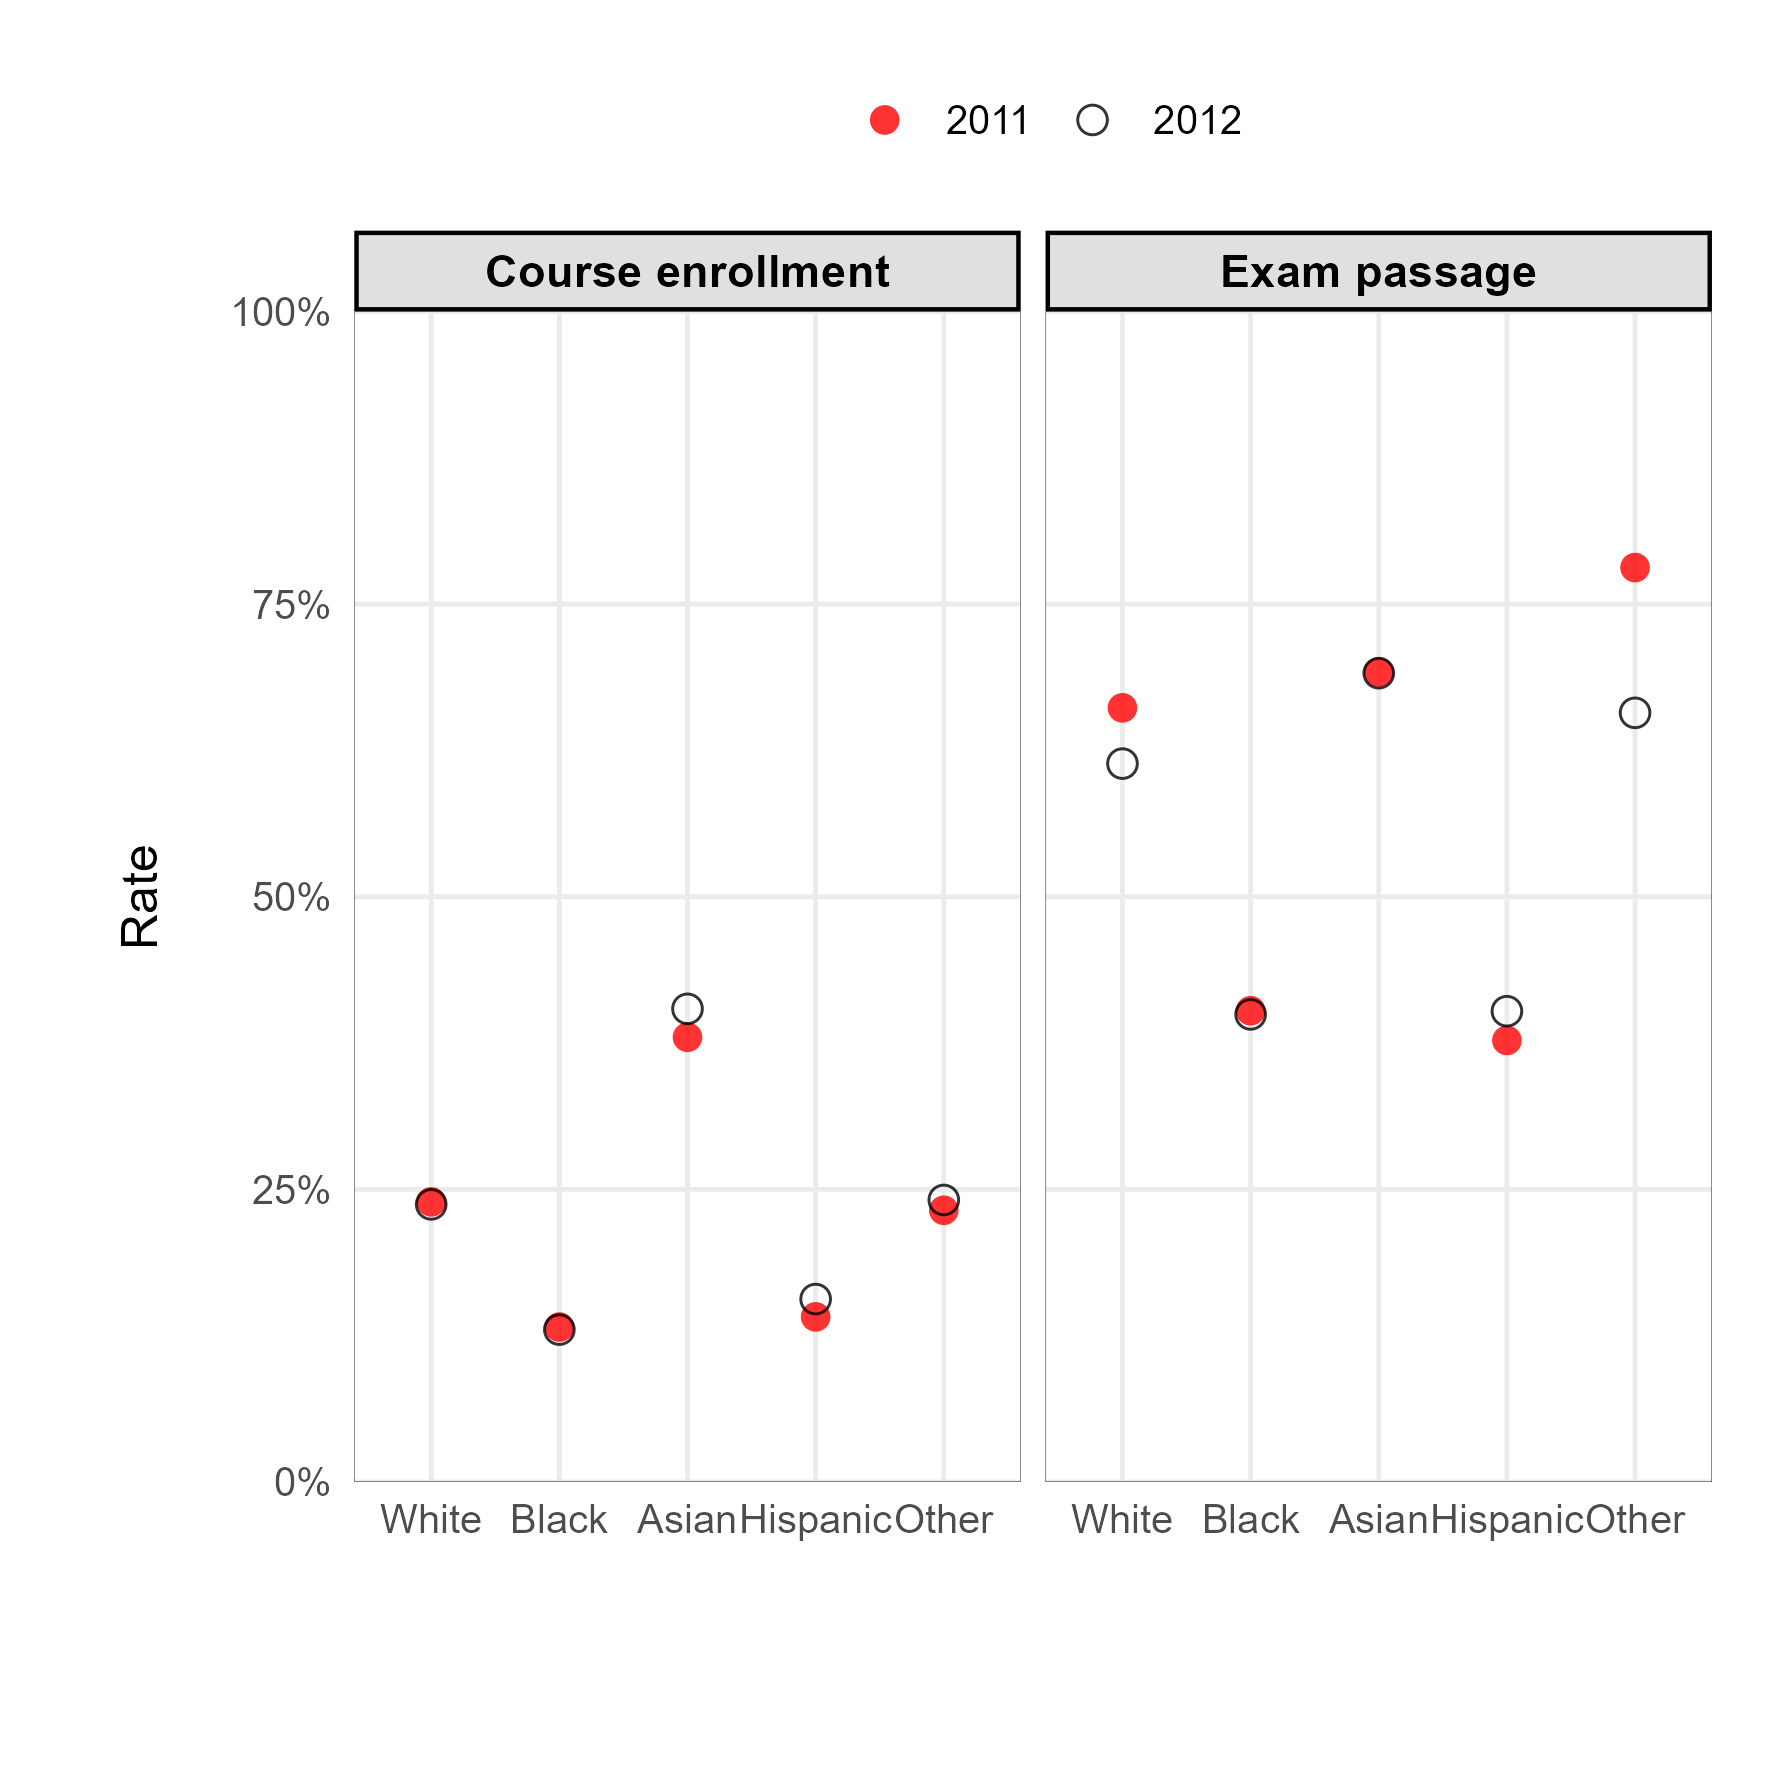 2011 2012
Course enrollment Exam passage
100%
75%
50%
25%
0%
Rate
White Black Asian Hispanic Other White Black Asian Hispanic Other